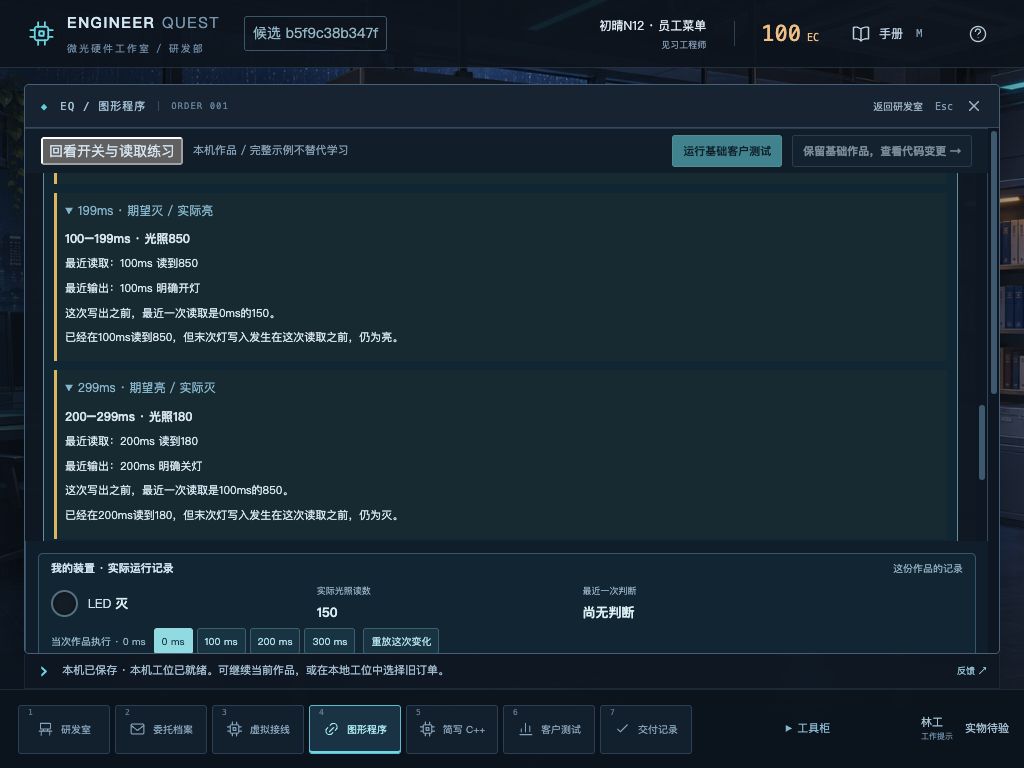 ENGINEER QUEST
微光硬件工作室 / 研发部
候选 b5f9c38b347f
初晴N12 · 员工菜单
见习工程师
100 EC
手册 M
EQ / 图形程序 | ORDER 001
返回研发室 Esc
回看开关与读取练习
本机作品 / 完整示例不替代学习
运行基础客户测试
保留基础作品，查看代码变更 →
▼ 199ms · 期望灭 / 实际亮
100—199ms · 光照850
最近读取：100ms 读到850
最近输出：100ms 明确开灯
这次写出之前，最近一次读取是0ms的150。
已经在100ms读到850，但末次灯写入发生在这次读取之前，仍为亮。
▼ 299ms · 期望亮 / 实际灭
200—299ms · 光照180
最近读取：200ms 读到180
最近输出：200ms 明确关灯
这次写出之前，最近一次读取是100ms的850。
已经在200ms读到180，但末次灯写入发生在这次读取之前，仍为灭。
我的装置 · 实际运行记录
这份作品的记录
LED 灭
实际光照读数
150
最近一次判断
尚无判断
当次作品执行 · 0 ms
0 ms
100 ms
200 ms
300 ms
重放这次变化
本机已保存 · 本机工位已就绪。可继续当前作品，或在本地工位中选择旧订单。
反馈 ↗
1 研发室
2 委托档案
3 虚拟接线
4 图形程序
5 简写 C++
6 客户测试
7 交付记录
▶ 工具柜
林工
工作提示
实物待验